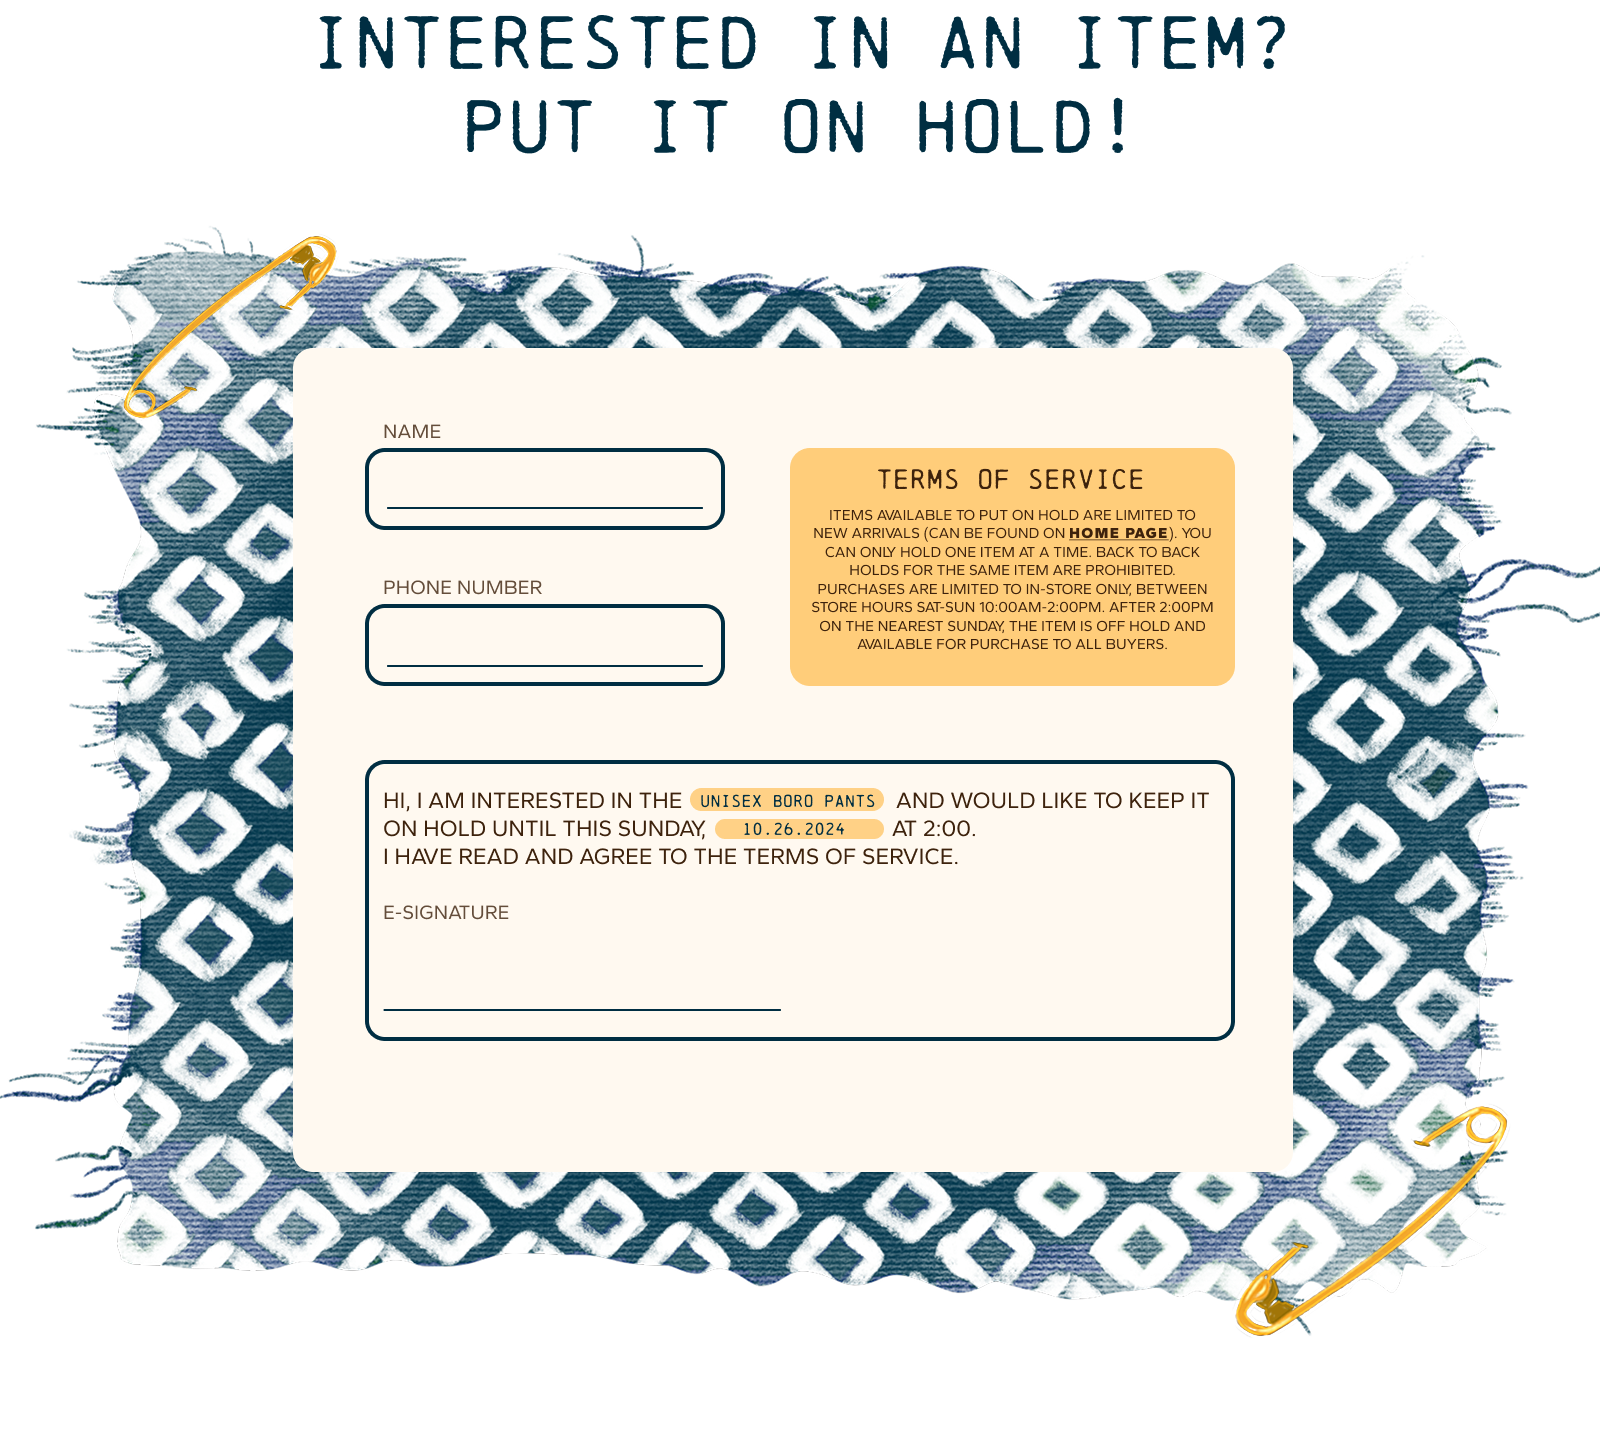 INTERESTED IN AN ITEM?
PUT IT ON HOLD!
NAME
PHONE NUMBER
TERMS OF SERVICE
ITEMS AVAILABLE TO PUT ON HOLD ARE LIMITED TO
NEW ARRIVALS (CAN BE FOUND ON HOME PAGE). YOU
CAN ONLY HOLD ONE ITEM AT A TIME. BACK TO BACK
HOLDS FOR THE SAME ITEM ARE PROHIBITED.
PURCHASES ARE LIMITED TO IN-STORE ONLY, BETWEEN
STORE HOURS SAT-SUN 10:00AM-2:00PM. AFTER 2:00PM
ON THE NEAREST SUNDAY, THE ITEM IS OFF HOLD AND
AVAILABLE FOR PURCHASE TO ALL BUYERS.
HI, I AM INTERESTED IN THE UNISEX BORO PANTS AND WOULD LIKE TO KEEP IT
ON HOLD UNTIL THIS SUNDAY, 10.26.2024 AT 2:00.
I HAVE READ AND AGREE TO THE TERMS OF SERVICE.
E-SIGNATURE